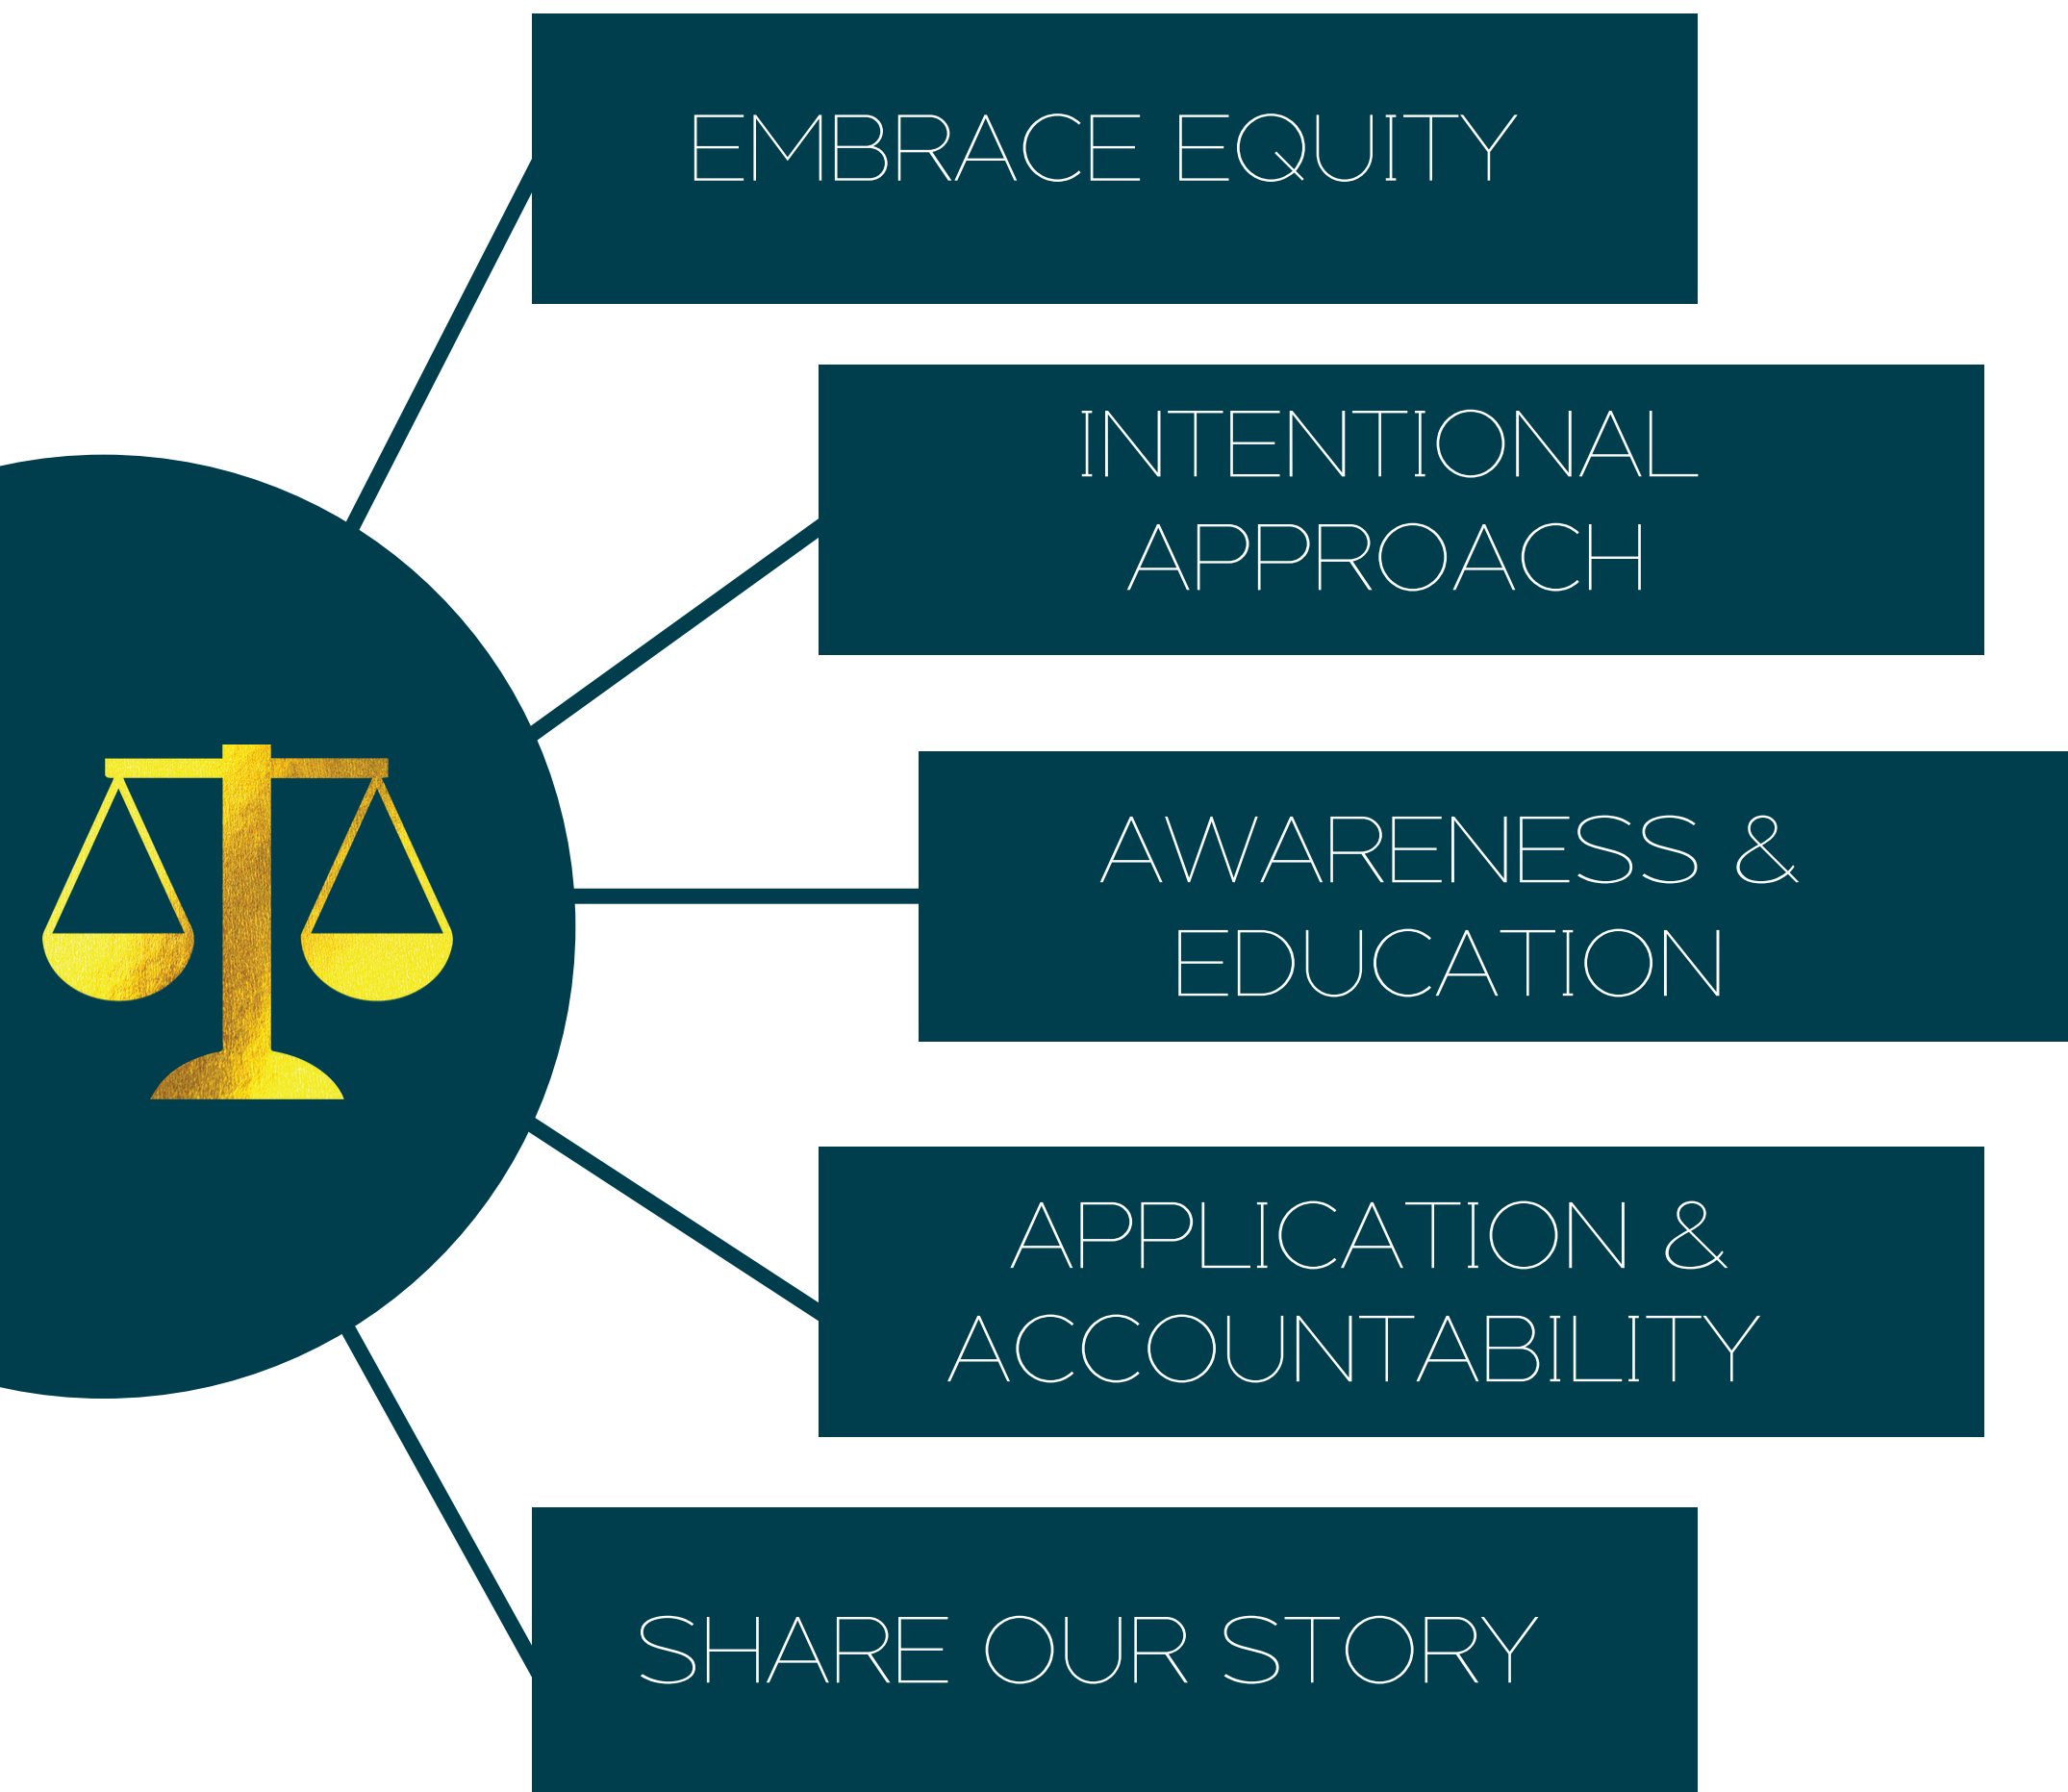 EMBRACE EQUITY
INTENTIONAL
APPROACH
AWARENESS &
EDUCATION
APPLICATION &
ACCOUNTABILITY
SHARE OUR STORY